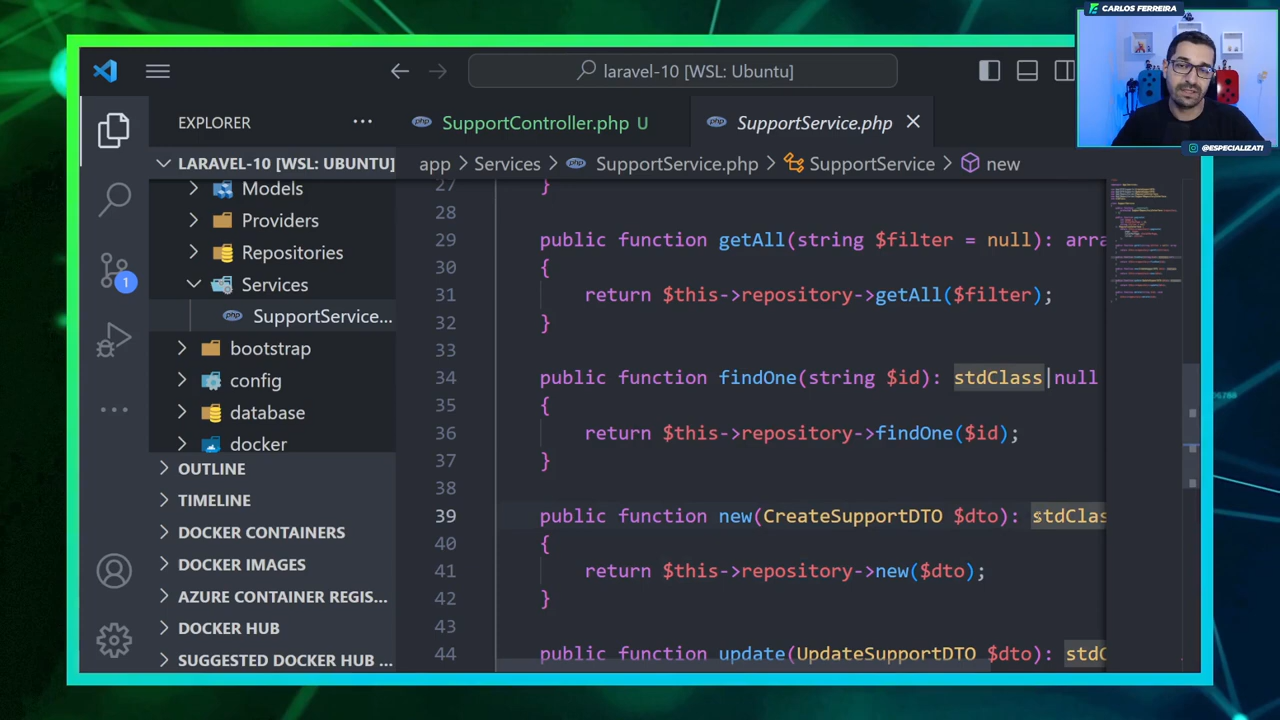 CARLOS FERREIRA
@ESPECIALIZATI
laravel-10 [WSL: Ubuntu]
EXPLORER
SupportController.php U
SupportService.php
LARAVEL-10 [WSL: UBUNTU]
app > Services > SupportService.php > SupportService > new
Models
Providers
Repositories
Services
SupportService...
bootstrap
config
database
docker
OUTLINE
TIMELINE
DOCKER CONTAINERS
DOCKER IMAGES
AZURE CONTAINER REGIS...
DOCKER HUB
SUGGESTED DOCKER HUB ...
1
27 }
28
29 public function getAll(string $filter = null): arra
30 {
31 return $this->repository->getAll($filter);
32 }
33
34 public function findOne(string $id): stdClass|null
35 {
36 return $this->repository->findOne($id);
37 }
38
39 public function new(CreateSupportDTO $dto): stdClas
40 {
41 return $this->repository->new($dto);
42 }
43
44 public function update(UpdateSupportDTO $dto): stdC